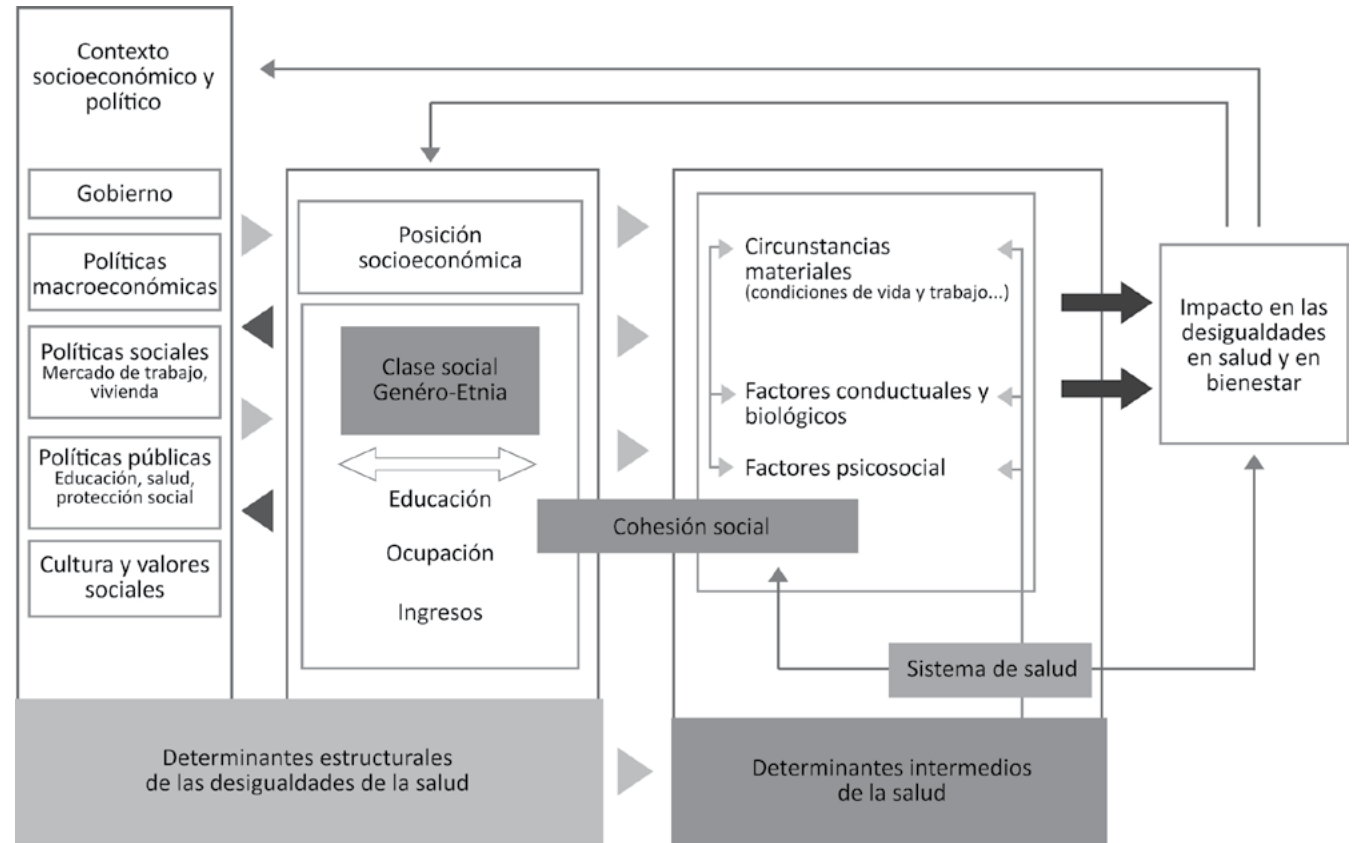 Contexto
socioeconómico y
político
Gobierno
Políticas
macroeconómicas
Políticas sociales
Mercado de trabajo,
vivienda
Políticas públicas
Educación, salud,
protección social
Cultura y valores
sociales
Posición
socioeconómica
Clase social
Genéro-Etnia
Educación
Ocupación
Ingresos
Cohesión social
Circunstancias
materiales
(condiciones de vida y trabajo...)
Factores conductuales y
biológicos
Factores psicosocial
Sistema de salud
Impacto en las
desigualdades
en salud y en
bienestar
Determinantes estructurales
de las desigualdades de la salud
Determinantes intermedios
de la salud